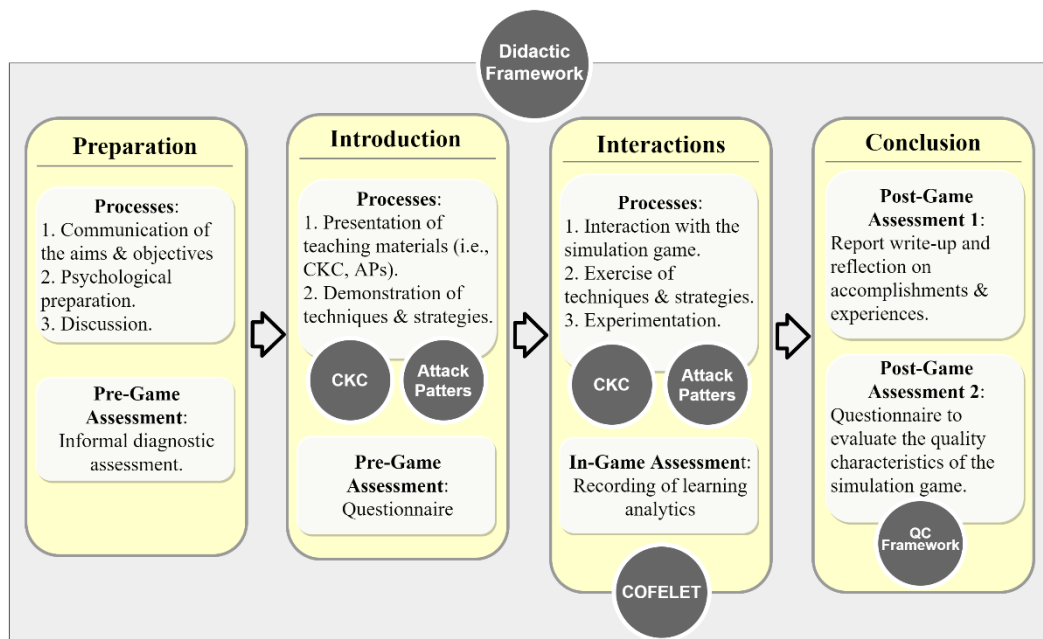 Didactic
Framework
Preparation
Processes:
1. Communication of
the aims & objectives
2. Psychological
preparation.
3. Discussion.
Pre-Game
Assessment:
Informal diagnostic
assessment.
Introduction
Processes:
1. Presentation of
teaching materials (i.e.,
CKC, APs).
2. Demonstration of
techniques & strategies.
CKC
Attack
Patters
Pre-Game
Assessment:
Questionnaire
Interactions
Processes:
1. Interaction with the
simulation game.
2. Exercise of
techniques & strategies.
3. Experimentation.
CKC
Attack
Patters
In-Game Assessment:
Recording of learning
analytics
COFELET
Conclusion
Post-Game
Assessment 1:
Report write-up and
reflection on
accomplishments &
experiences.
Post-Game
Assessment 2:
Questionnaire to
evaluate the quality
characteristics of the
simulation game.
QC
Framework